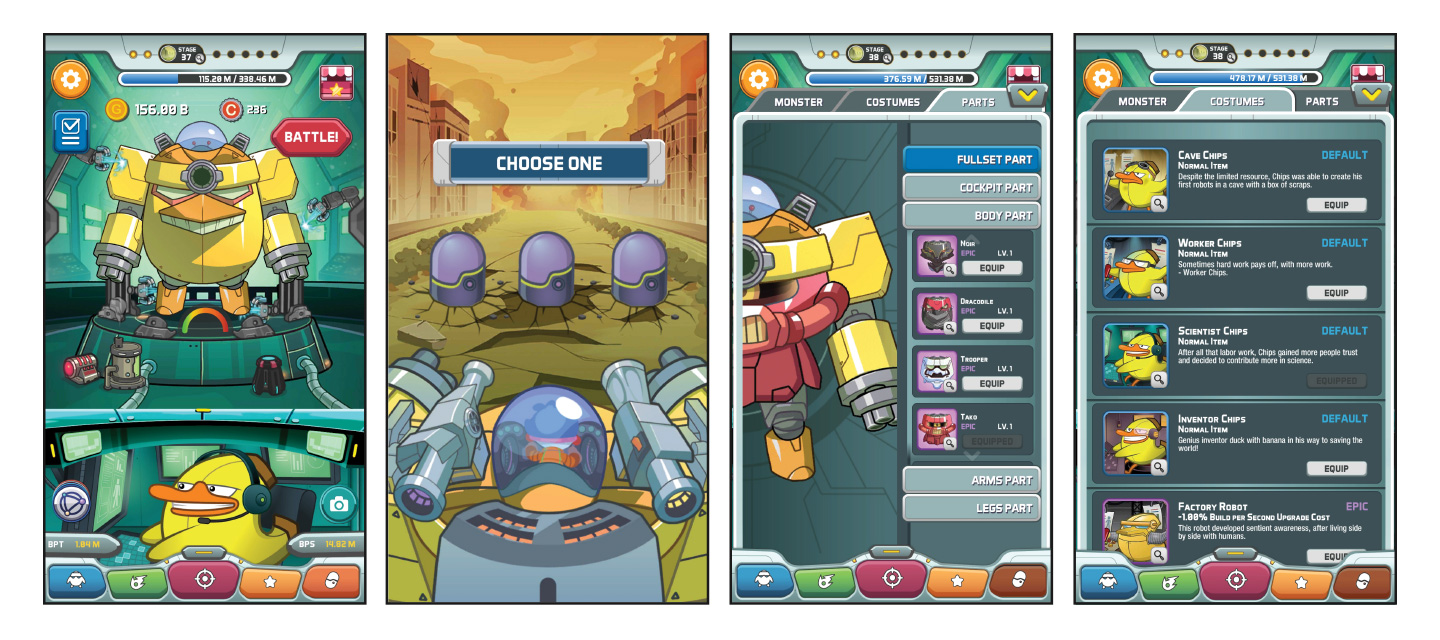 STAGE
37
115.20 M / 338.46 M
G 156.00 B
C 236
BATTLE!
BPT 1.04 M
BPS 14.82 M
CHOOSE ONE
STAGE
38
376.59 M / 531.38 M
MONSTER COSTUMES PARTS
FULLSET PART
COCKPIT PART
BODY PART
NOIR
EPIC LV.1
EQUIP
DRACODILE
EPIC LV.1
EQUIP
TROOPER
EPIC LV.1
EQUIP
TAKO
EPIC LV.1
EQUIPPED
ARMS PART
LEGS PART
STAGE
38
478.17 M / 531.38 M
MONSTER COSTUMES PARTS
CAVE CHIPS DEFAULT
NORMAL ITEM
Despite the limited resource, Chips was able to create his
first robots in a cave with a box of scraps.
EQUIP
WORKER CHIPS DEFAULT
NORMAL ITEM
Sometimes hard work pays off, with more work.
- Worker Chips.
EQUIP
SCIENTIST CHIPS DEFAULT
NORMAL ITEM
After all that labor work, Chips gained more people trust
and decided to contribute more in science.
EQUIPPED
INVENTOR CHIPS DEFAULT
NORMAL ITEM
Genius inventor duck with banana in his way to saving the
world!
EQUIP
FACTORY ROBOT EPIC
-1.00% BUILD PER SECOND UPGRADE COST
This robot developed sentient awareness, after living side
by side with humans.
EQUIP